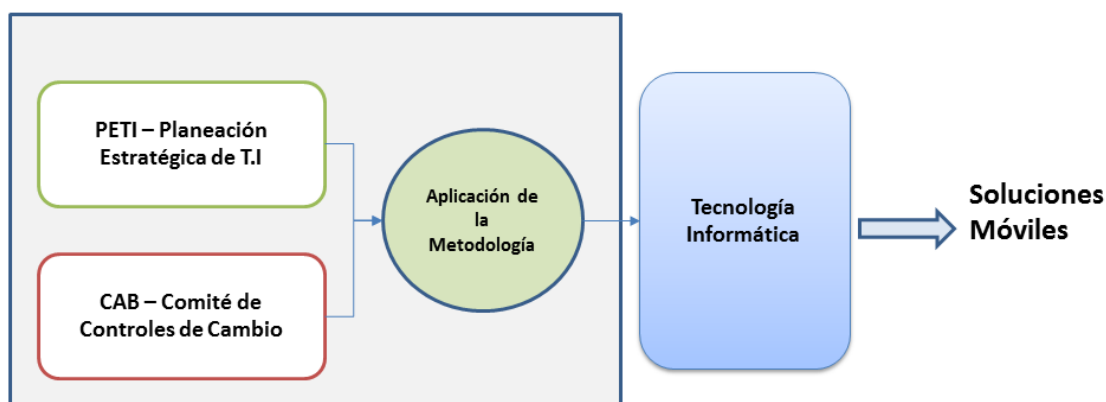 PETI – Planeación
Estratégica de T.I
CAB – Comité de
Controles de Cambio
Aplicación de
la
Metodología
Tecnología
Informática
Soluciones
Móviles